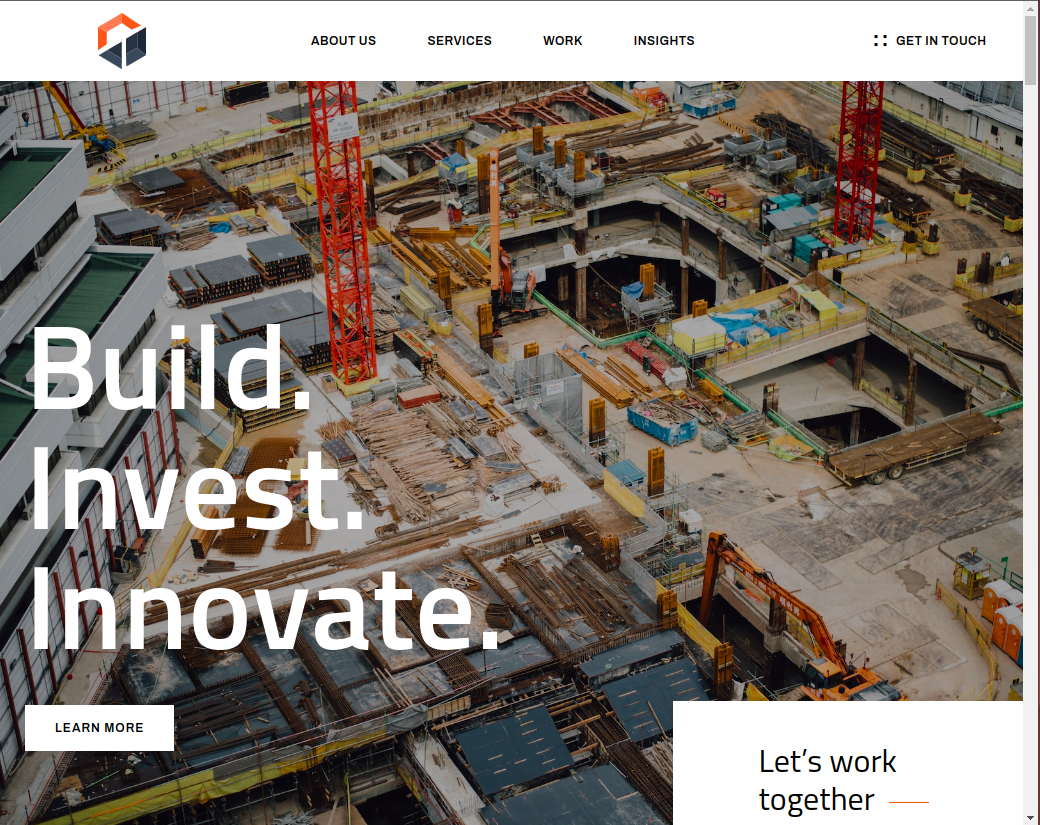 ABOUT US
SERVICES
WORK
INSIGHTS
GET IN TOUCH
Build.
Invest.
Innovate.
LEARN MORE
Let’s work
together